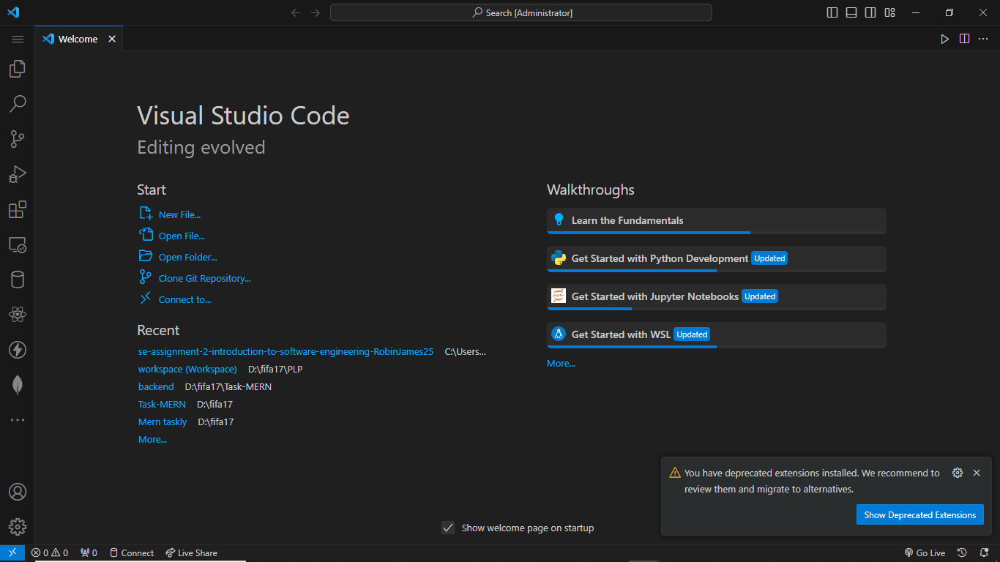 Search [Administrator]
Welcome
Visual Studio Code
Editing evolved
Start
New File...
Open File...
Open Folder...
Clone Git Repository...
Connect to...
Recent
se-assignment-2-introduction-to-software-engineering-RobinJames25 C:\Users...
workspace (Workspace) D:\fifa17\PLP
backend D:\fifa17\Task-MERN
Task-MERN D:\fifa17
Mern taskly D:\fifa17
More...
Walkthroughs
Learn the Fundamentals
Get Started with Python Development Updated
Get Started with Jupyter Notebooks Updated
Get Started with WSL Updated
More...
You have deprecated extensions installed. We recommend to
review them and migrate to alternatives.
Show Deprecated Extensions
Show welcome page on startup
0 0 0 Connect Live Share Go Live